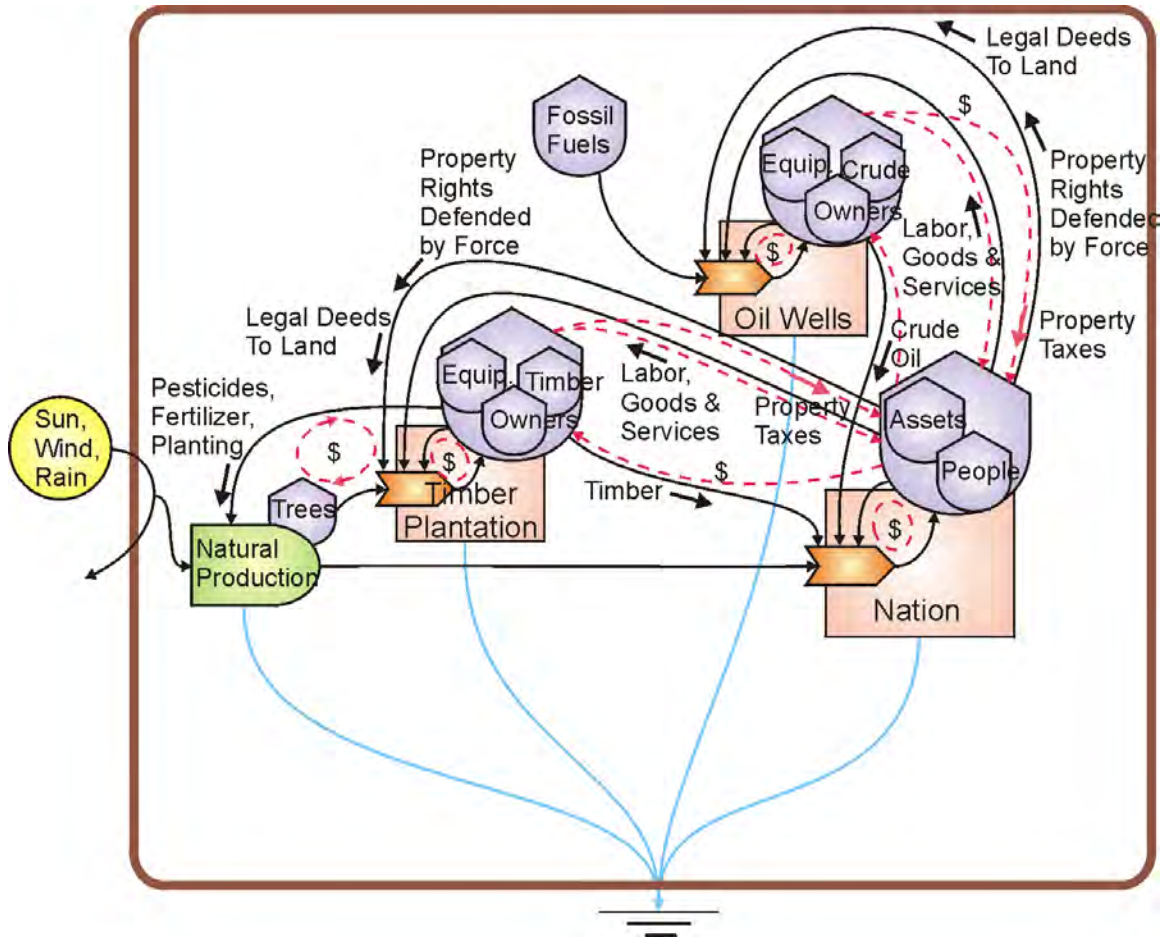 Legal Deeds
To Land
$
Fossil
Fuels
Equip.
Crude
Owners
Property
Rights
Defended
by Force
Property
Rights
Defended
by Force
Labor,
Goods &
Services
$
Oil Wells
Legal Deeds
To Land
Crude
Oil
Property
Taxes
Pesticides,
Fertilizer,
Planting
Equip.
Timber
Owners
Labor,
Goods &
Services
Property
Taxes
Assets
People
Sun,
Wind,
Rain
$
$
$
Timber
Trees
Timber
Plantation
$
Natural
Production
Nation